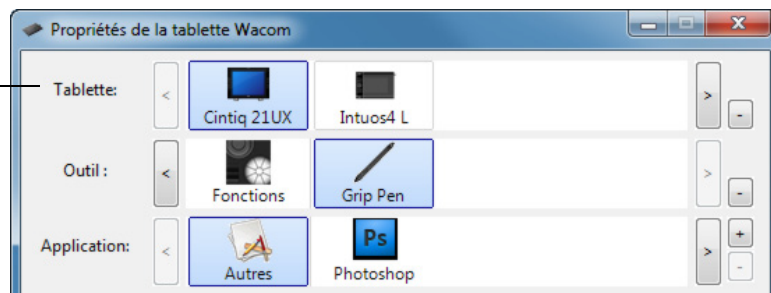 Propriétés de la tablette Wacom
Tablette:
Cintiq 21UX
Intuos4 L
Outil :
Fonctions
Grip Pen
Application:
Ps
Autres
Photoshop